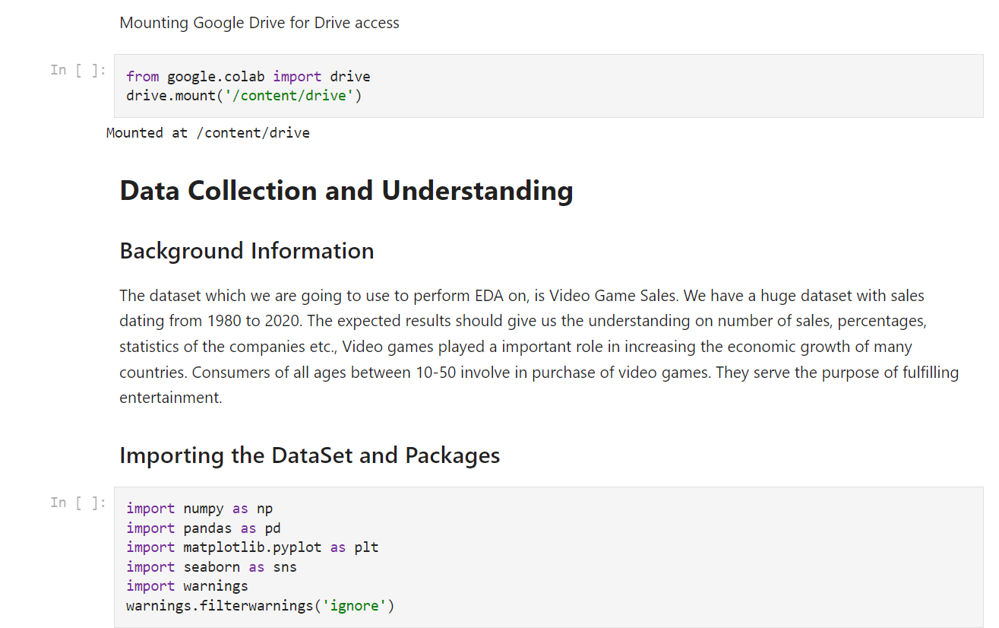 Mounting Google Drive for Drive access
In [ ]:
from google.colab import drive
drive.mount('/content/drive')
Mounted at /content/drive
Data Collection and Understanding
Background Information
The dataset which we are going to use to perform EDA on, is Video Game Sales. We have a huge dataset with sales
dating from 1980 to 2020. The expected results should give us the understanding on number of sales, percentages,
statistics of the companies etc., Video games played a important role in increasing the economic growth of many
countries. Consumers of all ages between 10-50 involve in purchase of video games. They serve the purpose of fulfilling
entertainment.
Importing the DataSet and Packages
In [ ]:
import numpy as np
import pandas as pd
import matplotlib.pyplot as plt
import seaborn as sns
import warnings
warnings.filterwarnings('ignore')